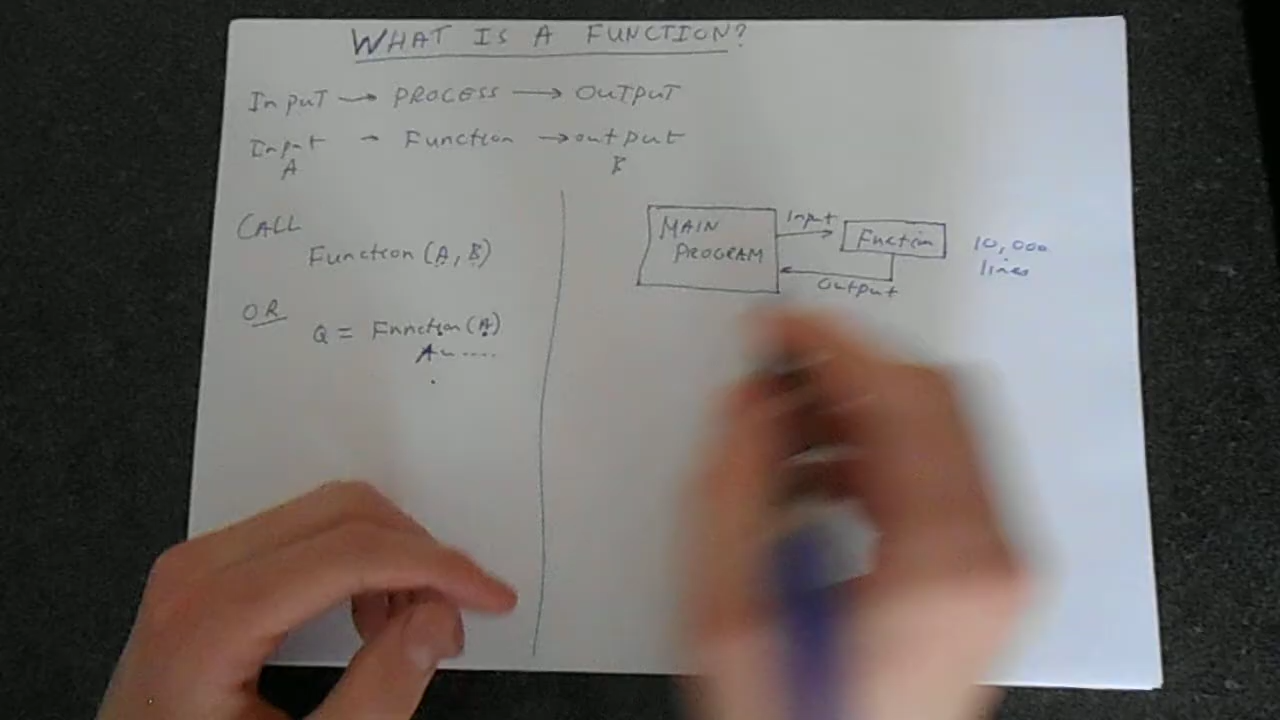 WHAT IS A FUNCTION?
InpuT → PROCESS → OUTPUT
Input - Function → output
A B
CALL
Function (A, B)
OR
Q = Function (A)
A
MAIN
PROGRAM
Input
Fuction
Output
10,000
lines